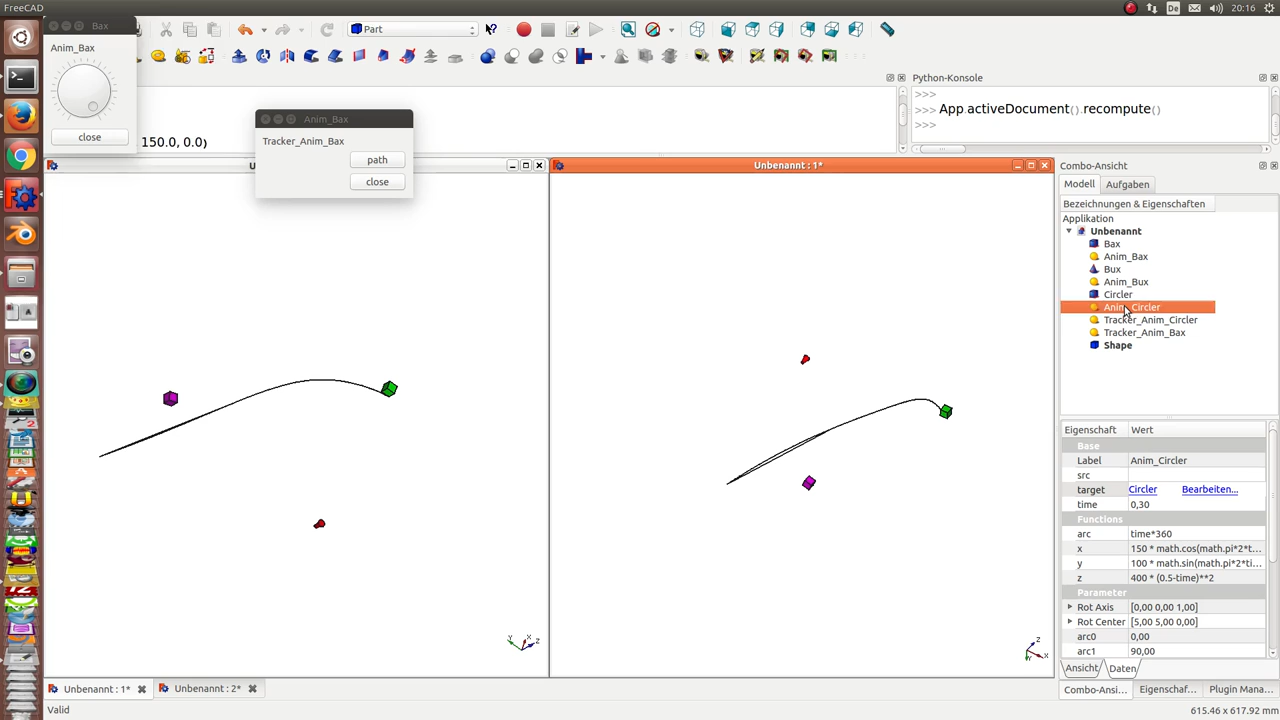 FreeCAD
De
20:16
Bax
Part
Anim_Bax
close
150.0, 0.0)
Anim_Bax
Tracker_Anim_Bax
path
close
Python-Konsole
>>>
>>> App.activeDocument().recompute()
>>>
Unbenannt : 1*
Combo-Ansicht
Modell
Aufgaben
Bezeichnungen & Eigenschaften
Applikation
Unbenannt
Bax
Anim_Bax
Bux
Anim_Bux
Circler
Anim_Circler
Tracker_Anim_Circler
Tracker_Anim_Bax
Shape
Eigenschaft Wert
Base
Label Anim_Circler
src
target Circler Bearbeiten...
time 0,30
Functions
arc time*360
x 150 * math.cos(math.pi*2*t...
y 100 * math.sin(math.pi*2*ti...
z 400 * (0.5-time)**2
Parameter
Rot Axis [0,00 0,00 1,00]
Rot Center [5,00 5,00 0,00]
arc0 0,00
arc1 90,00
Ansicht
Daten
Y X Z
Z Y X
Unbenannt : 1*
Unbenannt : 2*
Combo-Ansi...
Eigenschaf...
Plugin Mana...
Valid
615.46 x 617.92 mm